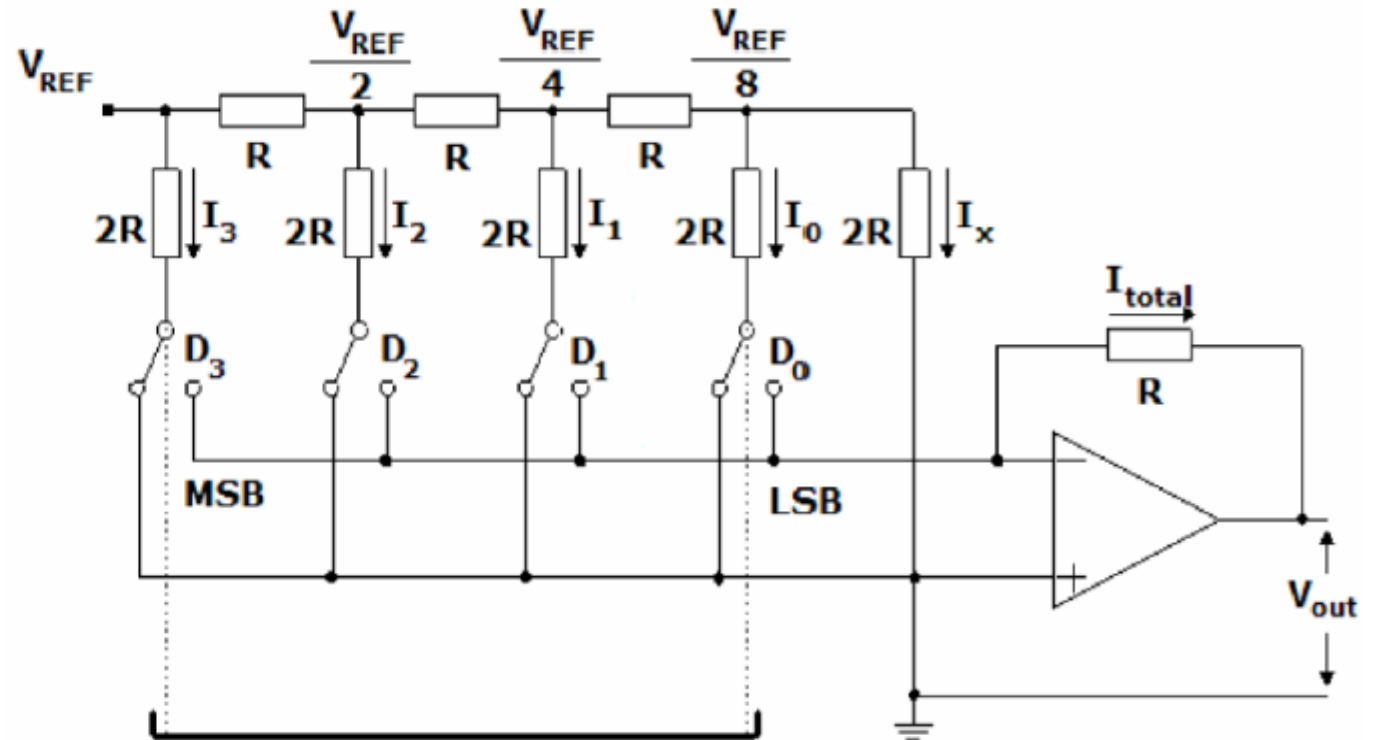 V_REF
V_REF/2
V_REF/4
V_REF/8
R
R
R
2R
I_3
2R
I_2
2R
I_1
2R
I_0
2R
I_x
I_total
R
D_3
D_2
D_1
D_0
MSB
LSB
−
+
V_out